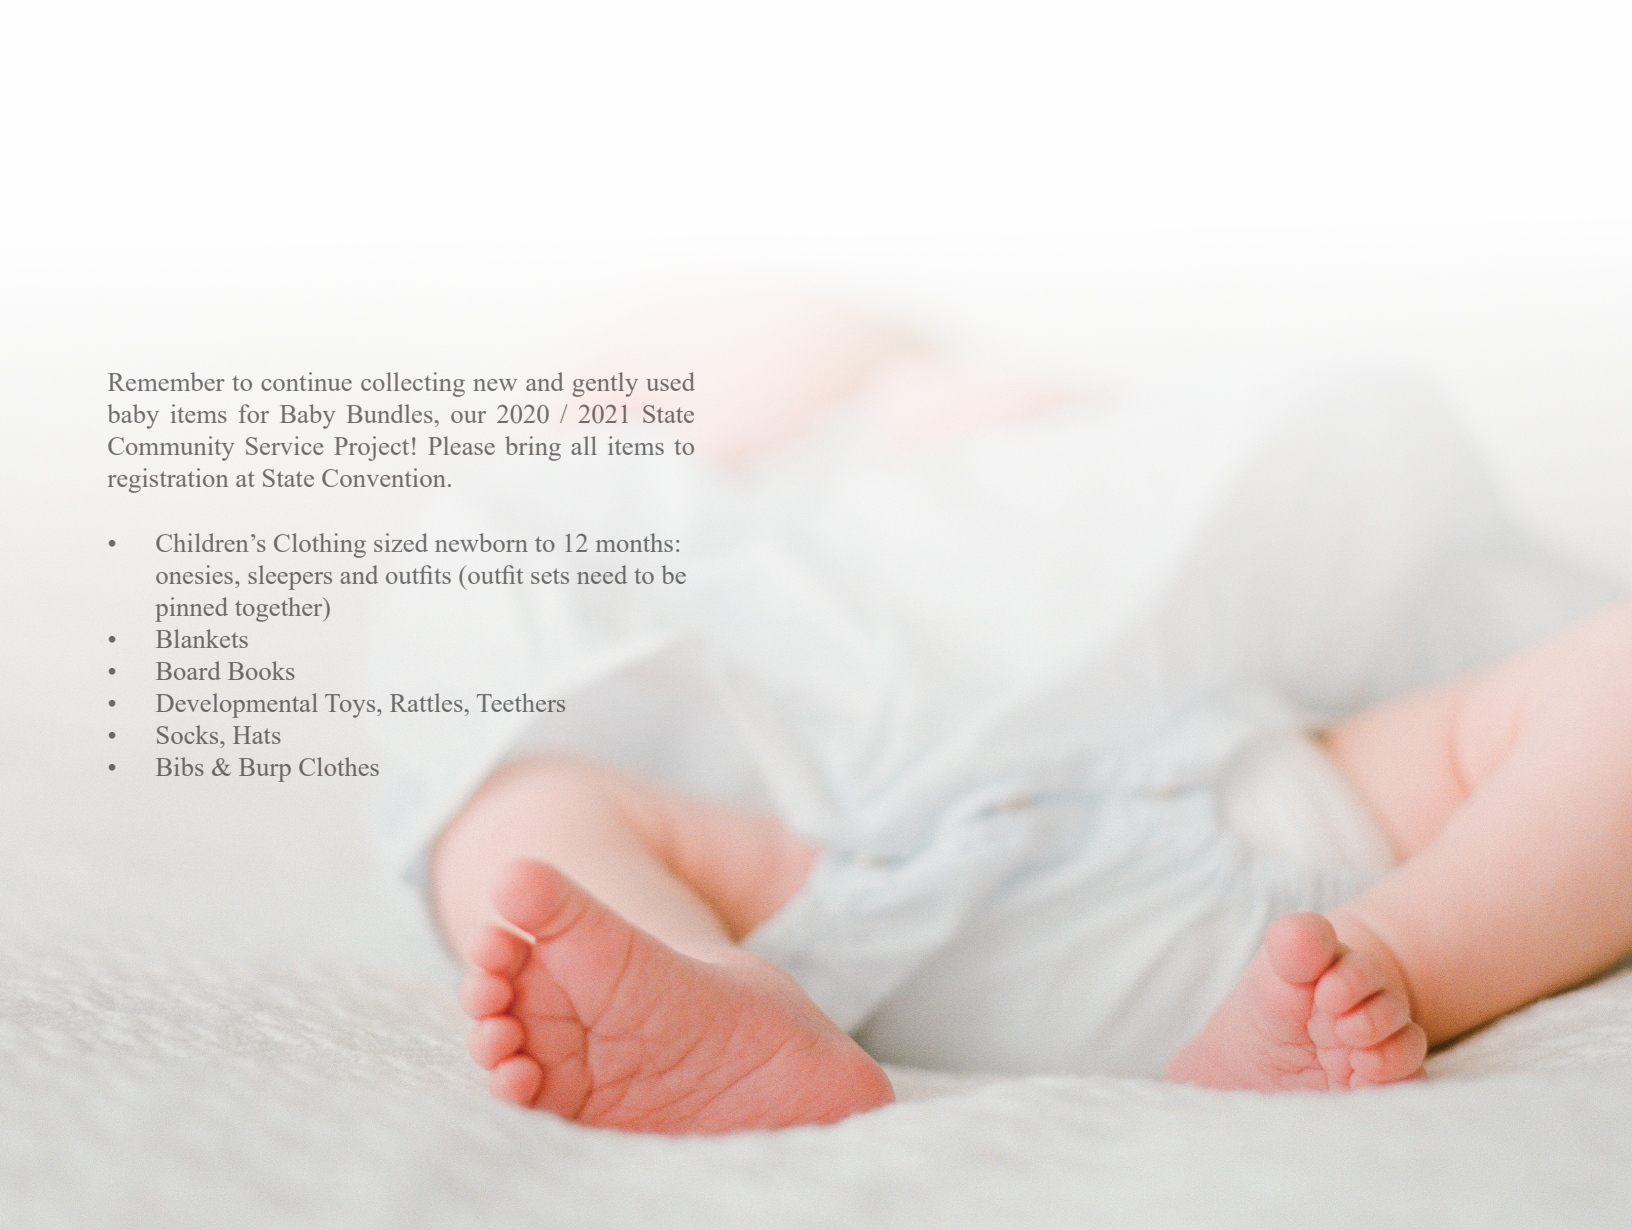 Remember to continue collecting new and gently used
baby items for Baby Bundles, our 2020 / 2021 State
Community Service Project! Please bring all items to
registration at State Convention.
• Children’s Clothing sized newborn to 12 months:
onesies, sleepers and outfits (outfit sets need to be
pinned together)
• Blankets
• Board Books
• Developmental Toys, Rattles, Teethers
• Socks, Hats
• Bibs & Burp Clothes